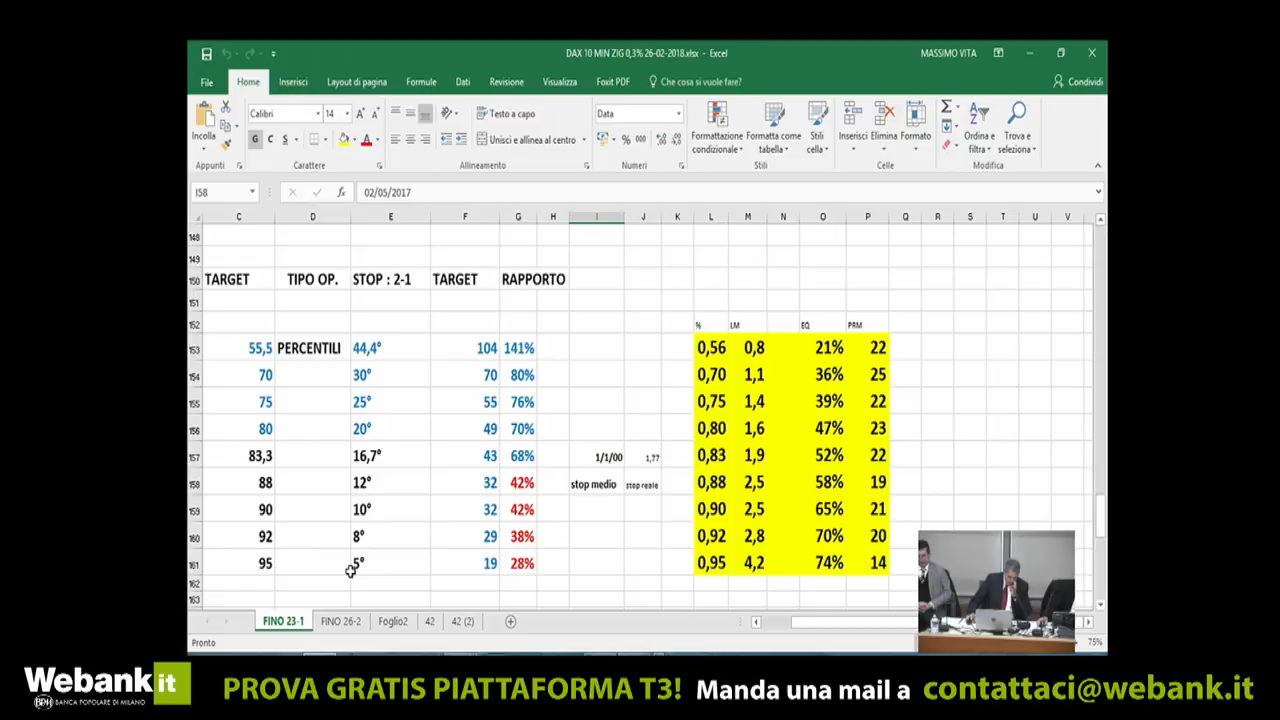 DAX 10 MIN ZIG 0,3% 26-02-2018.xlsx - Excel
MASSIMO VITA
File Home Inserisci Layout di pagina Formule Dati Revisione Visualizza Foxit PDF Che cosa si vuole fare? Condividi
Incolla
Appunti
Calibri 14
G C S
Carattere
Testo a capo
Unisci e allinea al centro
Allineamento
Data
Numeri
Formattazione condizionale
Formatta come tabella
Stili cella
Stili
Inserisci Elimina Formato
Celle
Ordina e filtra
Trova e seleziona
Modifica
I58 fx 02/05/2017
C D E F G H I J K L M N O P Q R S T U V
148
149
150 TARGET TIPO OP. STOP : 2-1 TARGET RAPPORTO
151
152 % LM EQ PRM
153 55,5 PERCENTILI 44,4° 104 141% 0,56 0,8 21% 22
154 70 30° 70 80% 0,70 1,1 36% 25
155 75 25° 55 76% 0,75 1,4 39% 22
156 80 20° 49 70% 0,80 1,6 47% 23
157 83,3 16,7° 43 68% 1/1/00 1,77 0,83 1,9 52% 22
158 88 12° 32 42% stop medio stop reale 0,88 2,5 58% 19
159 90 10° 32 42% 0,90 2,5 65% 21
160 92 8° 29 38% 0,92 2,8 70% 20
161 95 5° 19 28% 0,95 4,2 74% 14
162
163
FINO 23-1 FINO 26-2 Foglio2 42 42 (2)
Pronto 75%
Webank.it
BPM BANCA POPOLARE DI MILANO
PROVA GRATIS PIATTAFORMA T3! Manda una mail a contattaci@webank.it